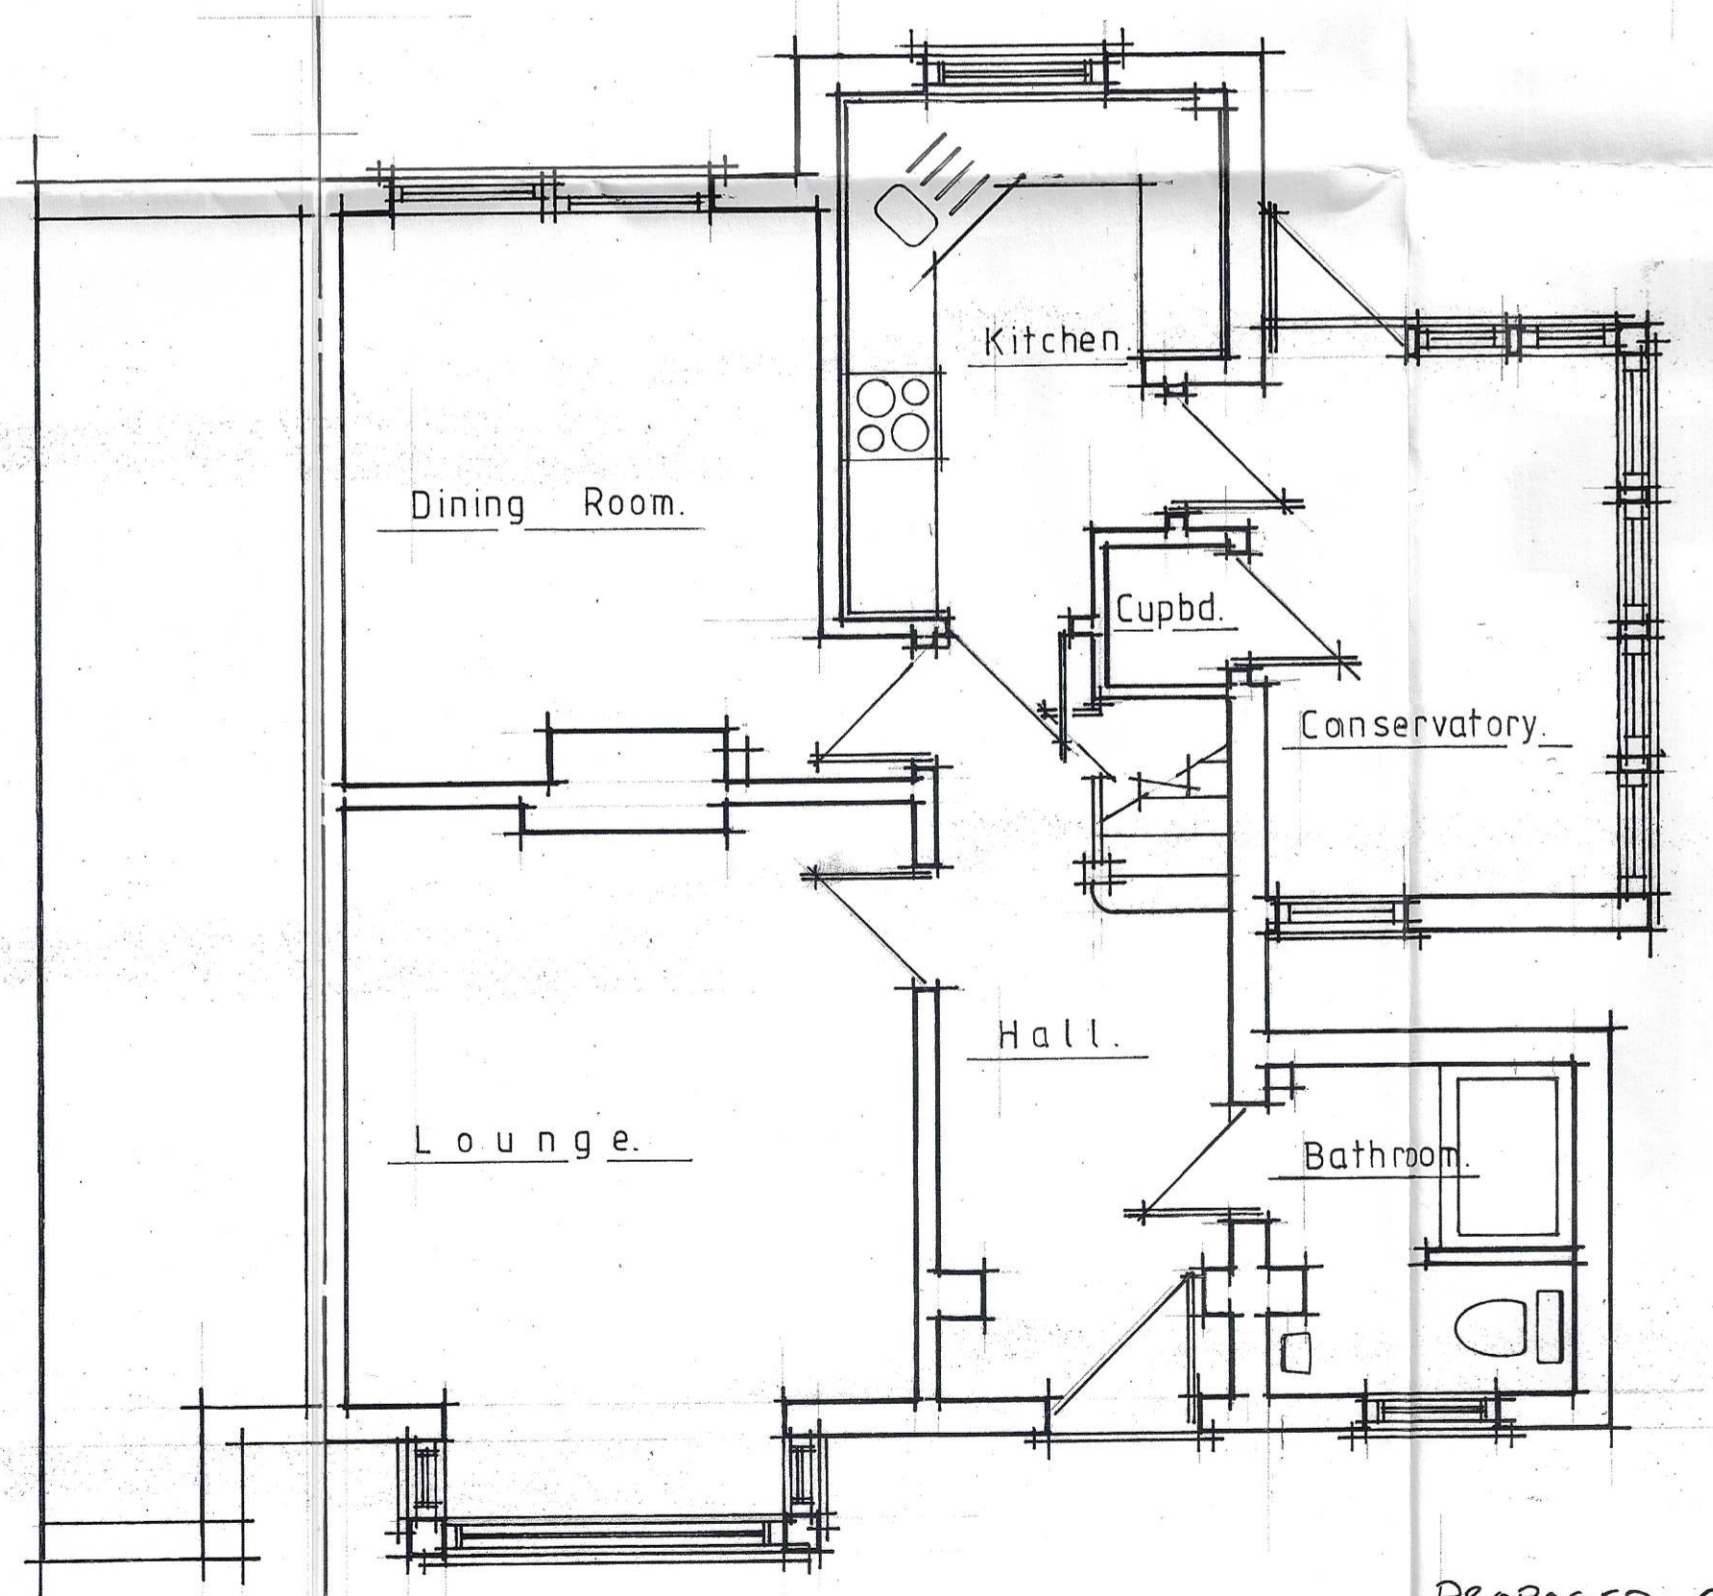 Kitchen.
Dining Room.
Cupbd.
Conservatory.
Hall.
Lounge.
Bathroom.